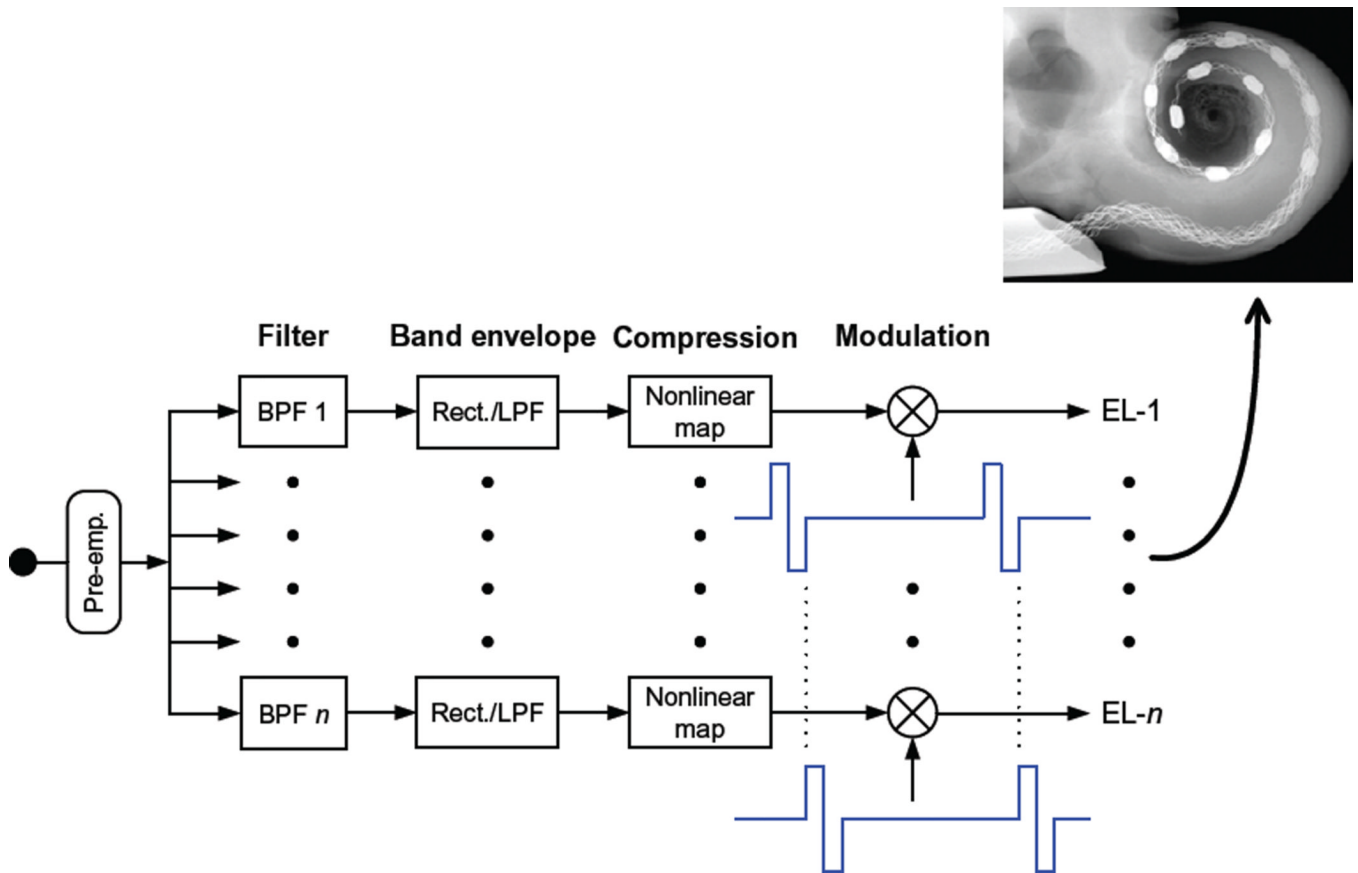 Filter
Band envelope
Compression
Modulation
Pre-emp.
BPF 1
Rect./LPF
Nonlinear
map
EL-1
BPF n
Rect./LPF
Nonlinear
map
EL-n